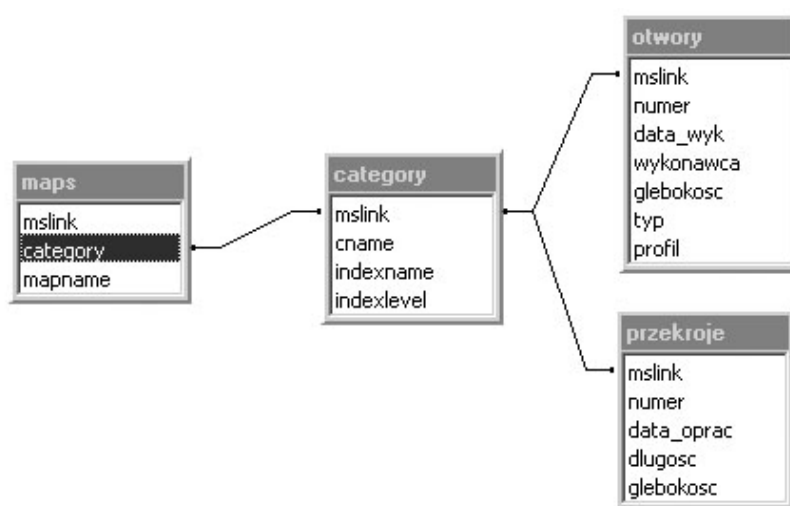 maps
mslink
category
mapname
category
mslink
cname
indexname
indexlevel
otwory
mslink
numer
data_wyk
wykonawca
glebokosc
typ
profil
przekroje
mslink
numer
data_oprac
dlugosc
glebokosc